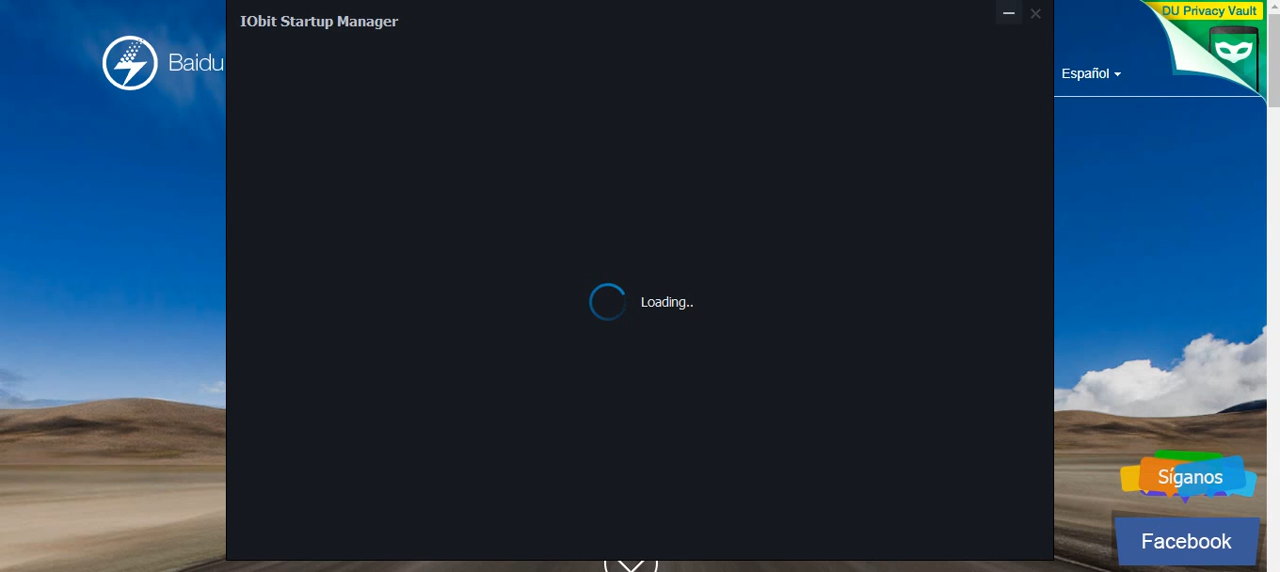 IObit Startup Manager
DU Privacy Vault
Baidu
Español
Loading..
Síganos
Facebook